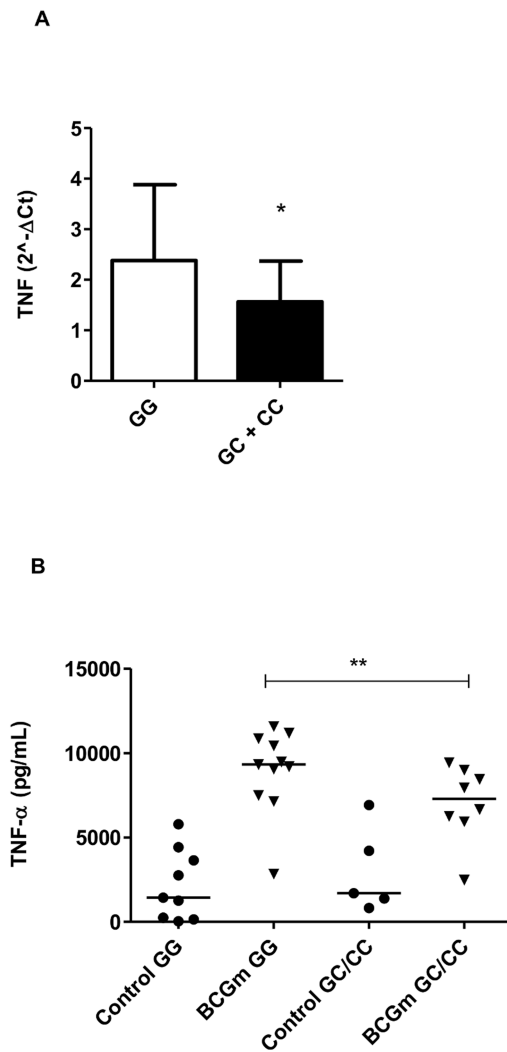 A
TNF (2^-ΔCt)
5
4
3
2
1
0
*
GG
GC + CC
B
TNF-α (pg/mL)
15000
10000
5000
0
**
Control GG
BCGm GG
Control GC/CC
BCGm GC/CC